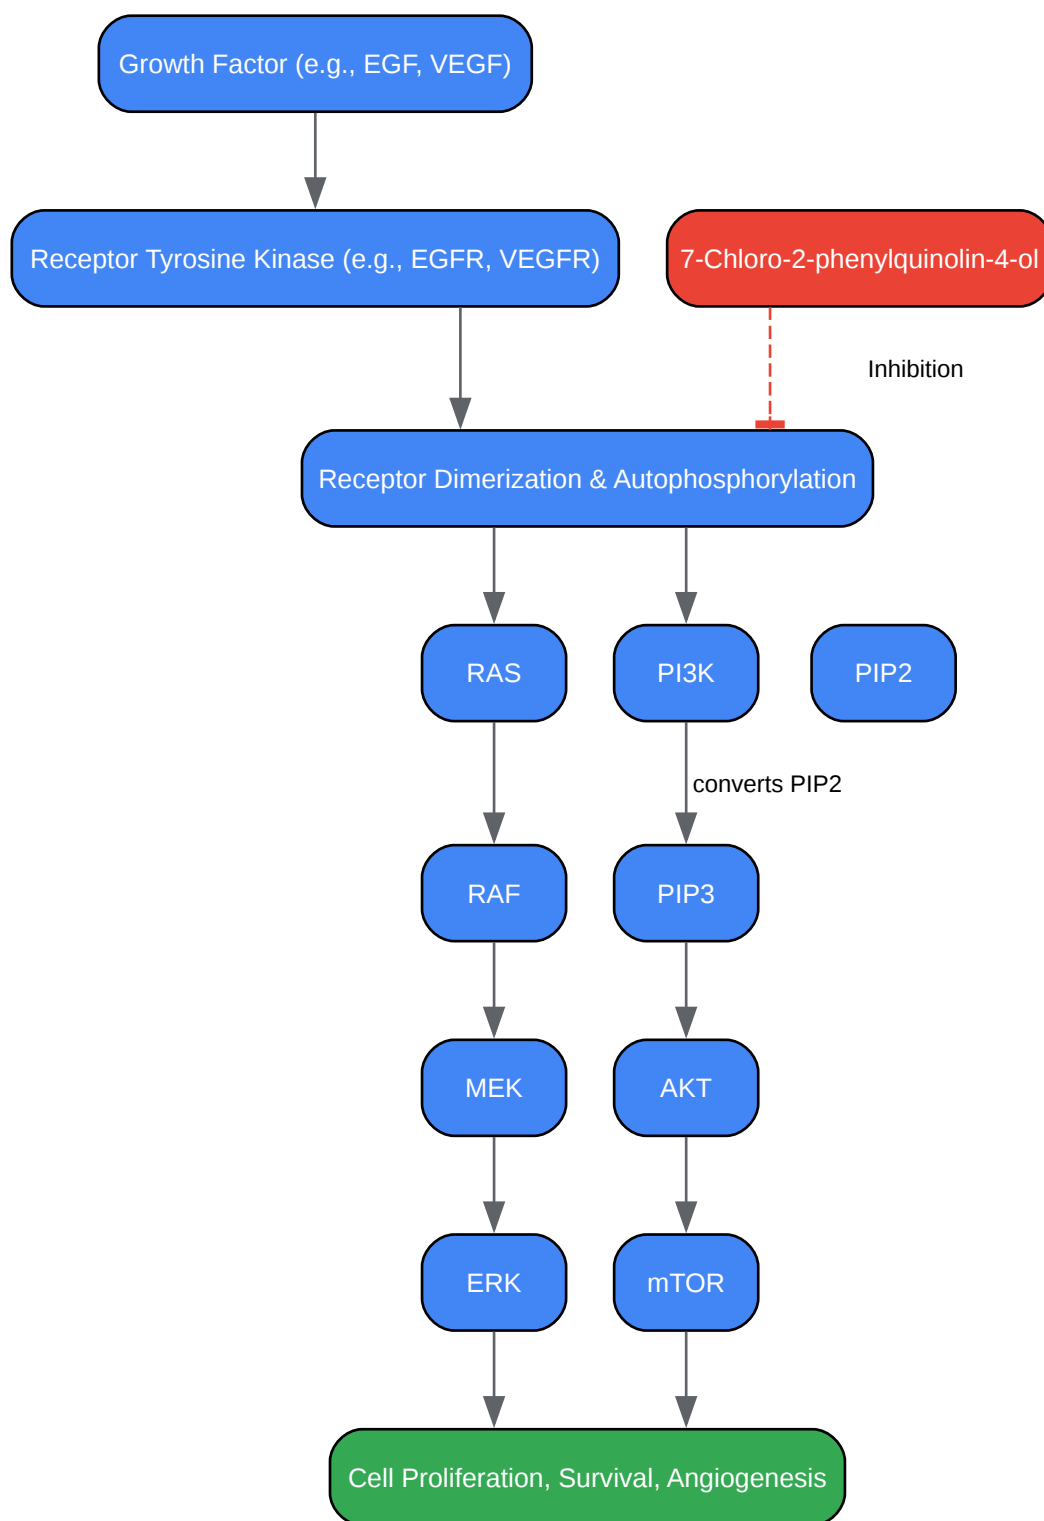 Growth Factor (e.g., EGF, VEGF)
Receptor Tyrosine Kinase (e.g., EGFR, VEGFR)
7-Chloro-2-phenylquinolin-4-ol
Inhibition
Receptor Dimerization & Autophosphorylation
RAS
PI3K
PIP2
converts PIP2
RAF
PIP3
MEK
AKT
ERK
mTOR
Cell Proliferation, Survival, Angiogenesis